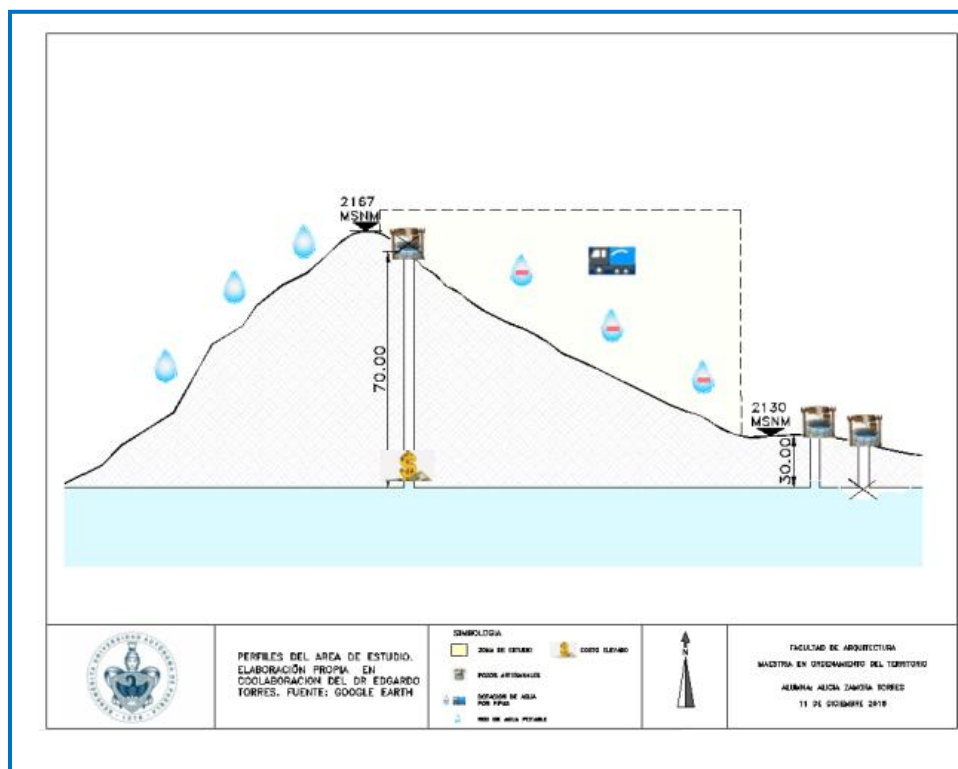 2167
MSNM
70.00
2130
MSNM
30.00
PERFILES DEL AREA DE ESTUDIO.
ELABORACIÓN PROPIA EN
COOLABORACION DEL DR EDGARDO
TORRES. FUENTE: GOOGLE EARTH
SIMBOLOGIA
ZONA DE ESTUDIO
COSTO ELEVADO
POZOS ARTESANALES
DOTACION DE AGUA
POR PIPAS
RED DE AGUA POTABLE
N
FACULTAD DE ARQUITECTURA
MAESTRIA EN ORDENAMIENTO DEL TERRITORIO
ALUMNA: ALICIA ZAMORA TORRES
11 DE DICIEMBRE 2018